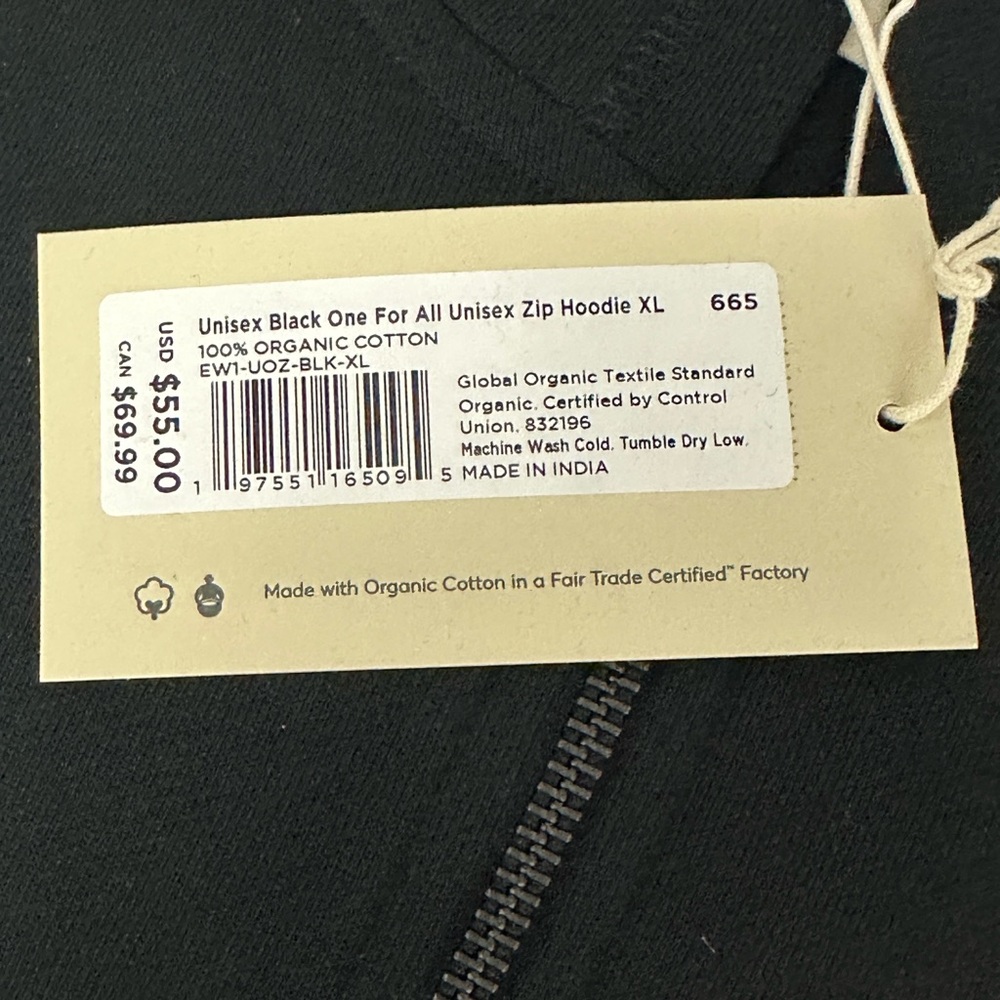 Unisex Black One For All Unisex Zip Hoodie XL 665
100% ORGANIC COTTON
EW1-UOZ-BLK-XL
USD $55.00
CAN $69.99
1 97551 16509 5
Global Organic Textile Standard
Organic, Certified by Control
Union, 832196
Machine Wash Cold, Tumble Dry Low.
MADE IN INDIA
Made with Organic Cotton in a Fair Trade Certified™ Factory